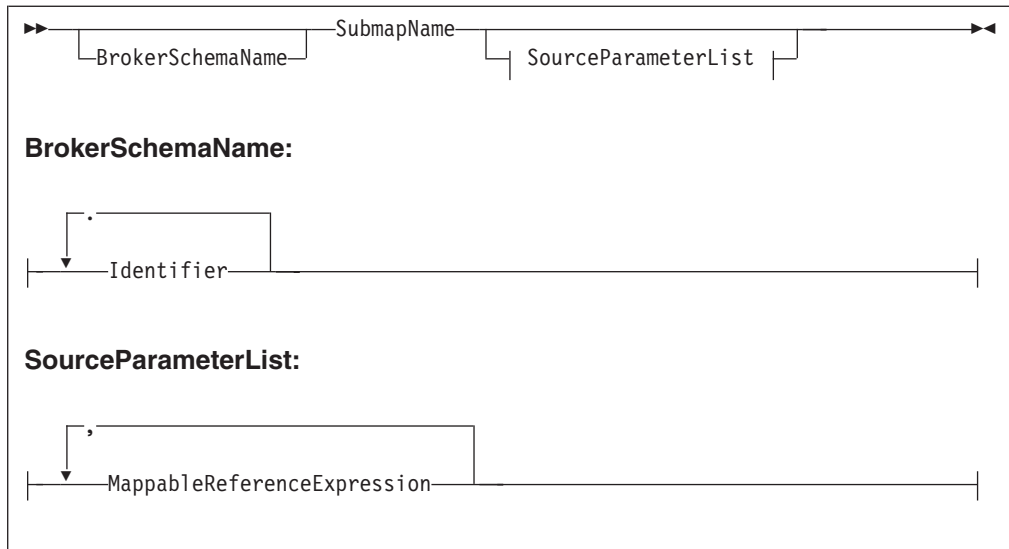 SubmapName
BrokerSchemaName SourceParameterList
BrokerSchemaName:
.
Identifier
SourceParameterList:
,
MappableReferenceExpression